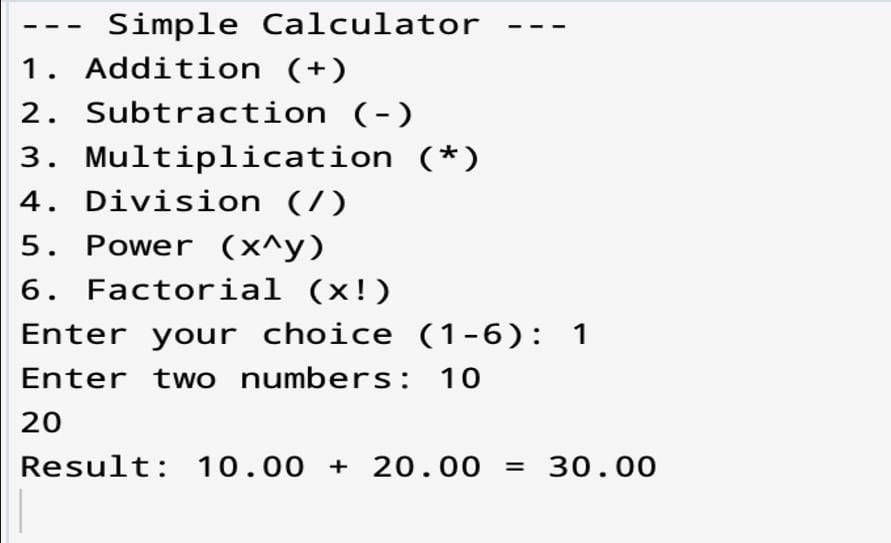 --- Simple Calculator ---
1. Addition (+)
2. Subtraction (-)
3. Multiplication (*)
4. Division (/)
5. Power (x^y)
6. Factorial (x!)
Enter your choice (1-6): 1
Enter two numbers: 10
20
Result: 10.00 + 20.00 = 30.00